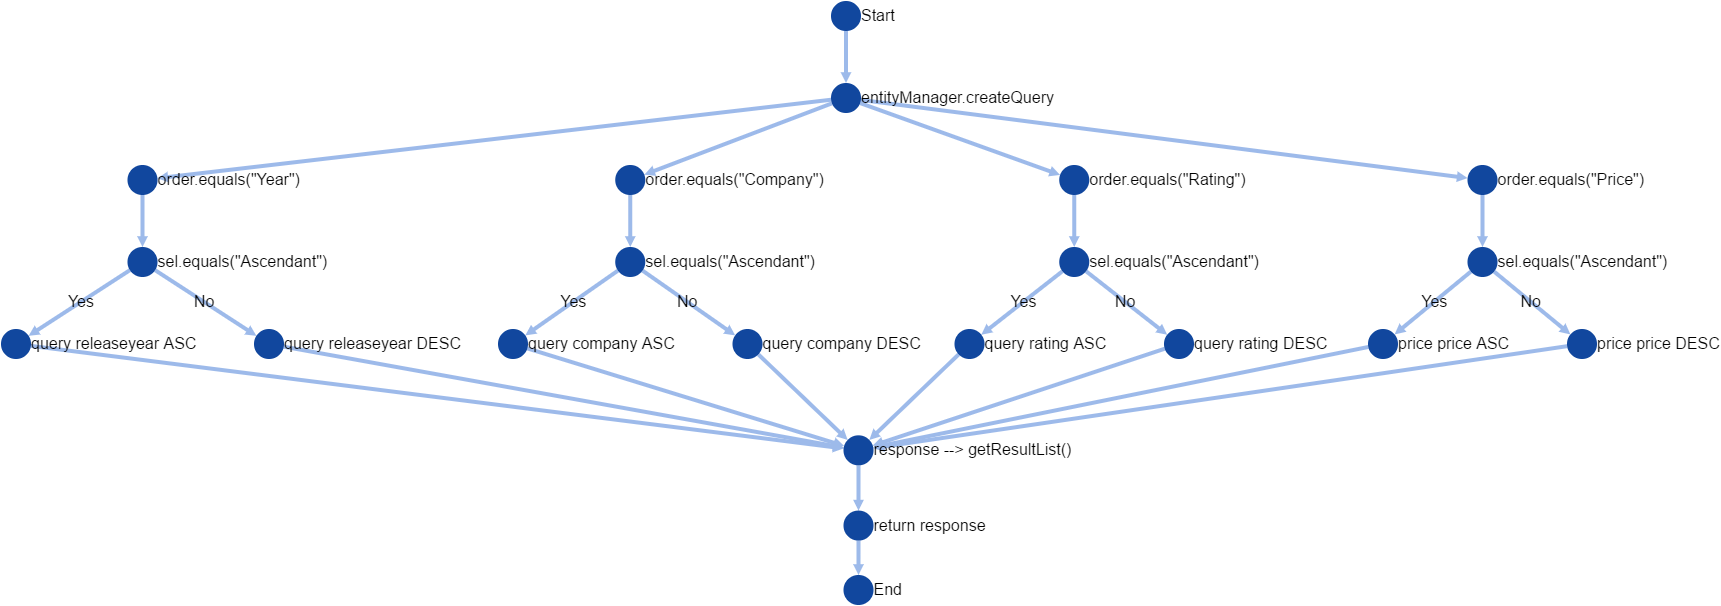 Start
entityManager.createQuery
order.equals("Year")
order.equals("Company")
order.equals("Rating")
order.equals("Price")
sel.equals("Ascendant")
sel.equals("Ascendant")
sel.equals("Ascendant")
sel.equals("Ascendant")
Yes
No
Yes
No
Yes
No
Yes
No
query releaseyear ASC
query releaseyear DESC
query company ASC
query company DESC
query rating ASC
query rating DESC
price price ASC
price price DESC
response --> getResultList()
return response
End